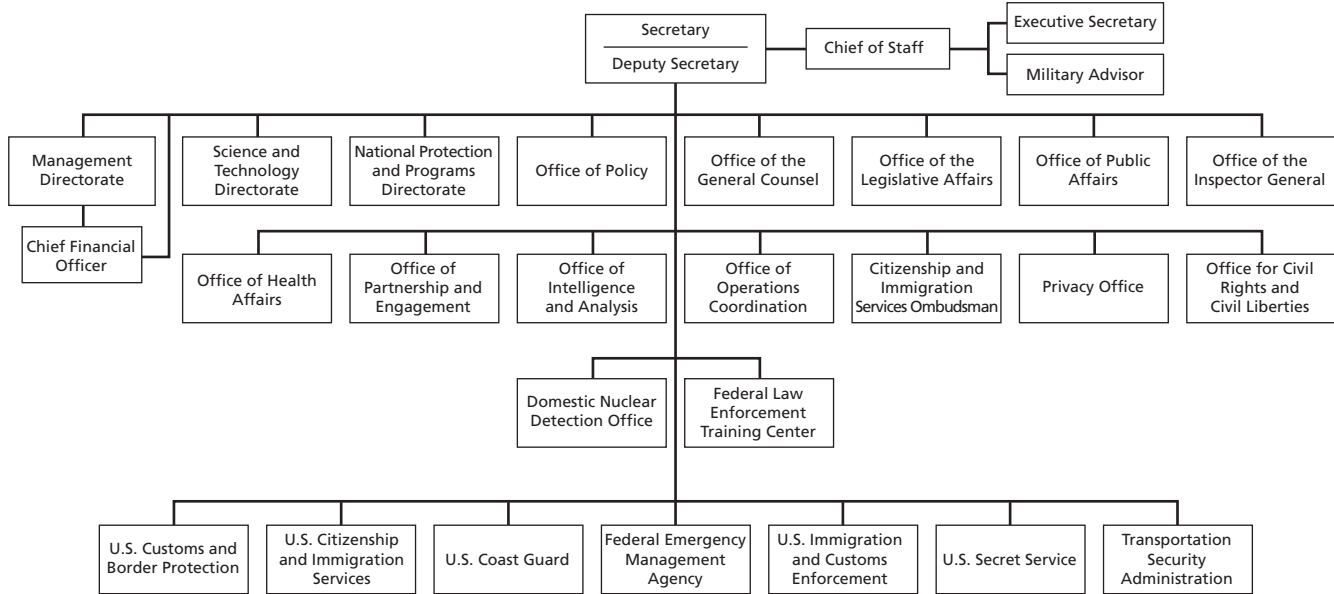 Secretary
Deputy Secretary
Chief of Staff
Executive Secretary
Military Advisor
Management
Directorate
Science and
Technology
Directorate
National Protection
and Programs
Directorate
Office of Policy
Office of the
General Counsel
Office of the
Legislative Affairs
Office of Public
Affairs
Office of the
Inspector General
Chief Financial
Officer
Office of Health
Affairs
Office of
Partnership and
Engagement
Office of
Intelligence
and Analysis
Office of
Operations
Coordination
Citizenship and
Immigration
Services Ombudsman
Privacy Office
Office for Civil
Rights and
Civil Liberties
Domestic Nuclear
Detection Office
Federal Law
Enforcement
Training Center
U.S. Customs and
Border Protection
U.S. Citizenship
and Immigration
Services
U.S. Coast Guard
Federal Emergency
Management
Agency
U.S. Immigration
and Customs
Enforcement
U.S. Secret Service
Transportation
Security
Administration